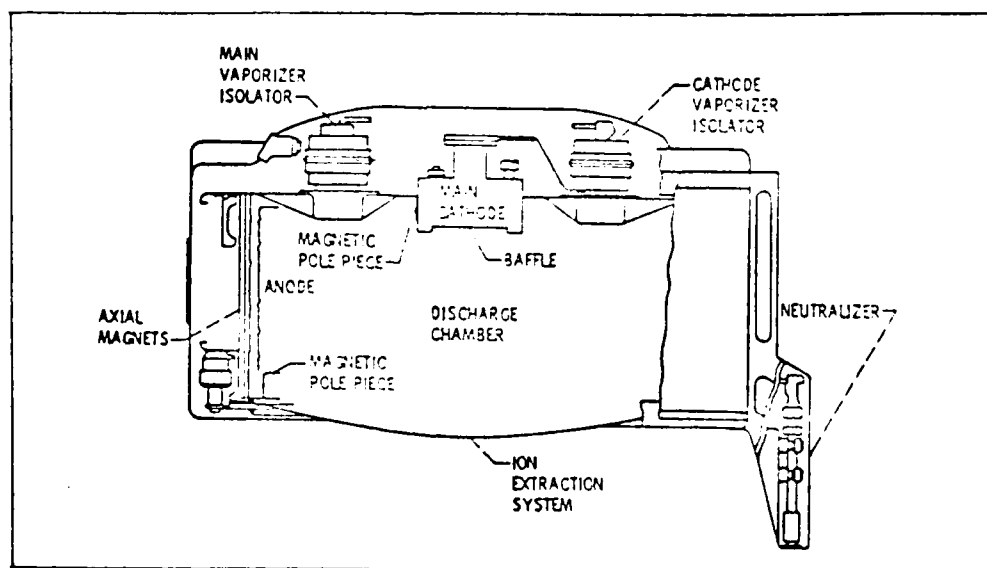 MAIN
VAPORIZER
ISOLATOR
CATHODE
VAPORIZER
ISOLATOR
MAIN
CATHODE
MAGNETIC
POLE PIECE
BAFFLE
ANODE
AXIAL
MAGNETS
DISCHARGE
CHAMBER
NEUTRALIZER
MAGNETIC
POLE PIECE
ION
EXTRACTION
SYSTEM